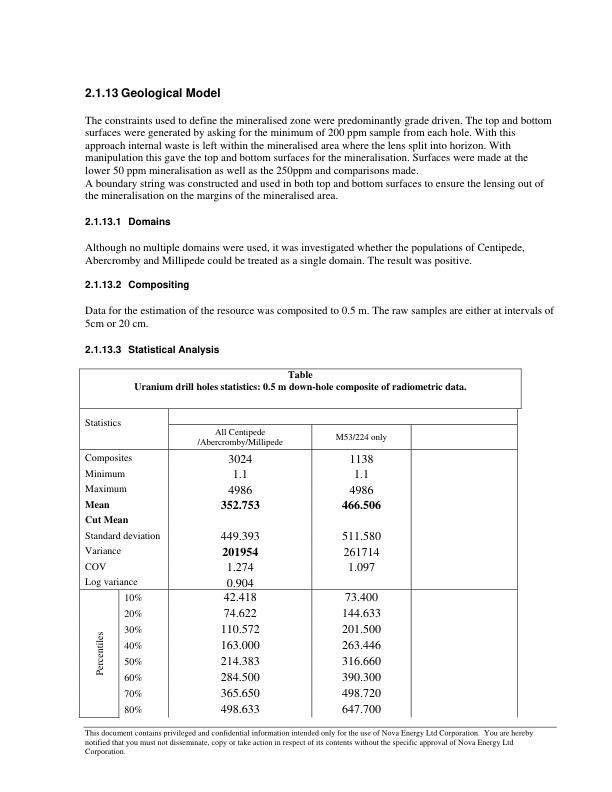 2.1.13 Geological Model
The constraints used to define the mineralised zone were predominantly grade driven. The top and bottom
surfaces were generated by asking for the minimum of 200 ppm sample from each hole. With this
approach internal waste is left within the mineralised area where the lens split into horizon. With
manipulation this gave the top and bottom surfaces for the mineralisation. Surfaces were made at the
lower 50 ppm mineralisation as well as the 250ppm and comparisons made.
A boundary string was constructed and used in both top and bottom surfaces to ensure the lensing out of
the mineralisation on the margins of the mineralised area.
2.1.13.1 Domains
Although no multiple domains were used, it was investigated whether the populations of Centipede,
Abercromby and Millipede could be treated as a single domain. The result was positive.
2.1.13.2 Compositing
Data for the estimation of the resource was composited to 0.5 m. The raw samples are either at intervals of
5cm or 20 cm.
2.1.13.3 Statistical Analysis
Table
Uranium drill holes statistics: 0.5 m down-hole composite of radiometric data.
Statistics
All Centipede
/Abercromby/Millipede
M53/224 only
Composites 3024 1138
Minimum 1.1 1.1
Maximum 4986 4986
Mean 352.753 466.506
Cut Mean
Standard deviation 449.393 511.580
Variance 201954 261714
COV 1.274 1.097
Log variance 0.904
Percentiles
10% 42.418 73.400
20% 74.622 144.633
30% 110.572 201.500
40% 163.000 263.446
50% 214.383 316.660
60% 284.500 390.300
70% 365.650 498.720
80% 498.633 647.700
This document contains privileged and confidential information intended only for the use of Nova Energy Ltd Corporation. You are hereby
notified that you must not disseminate, copy or take action in respect of its contents without the specific approval of Nova Energy Ltd
Corporation.